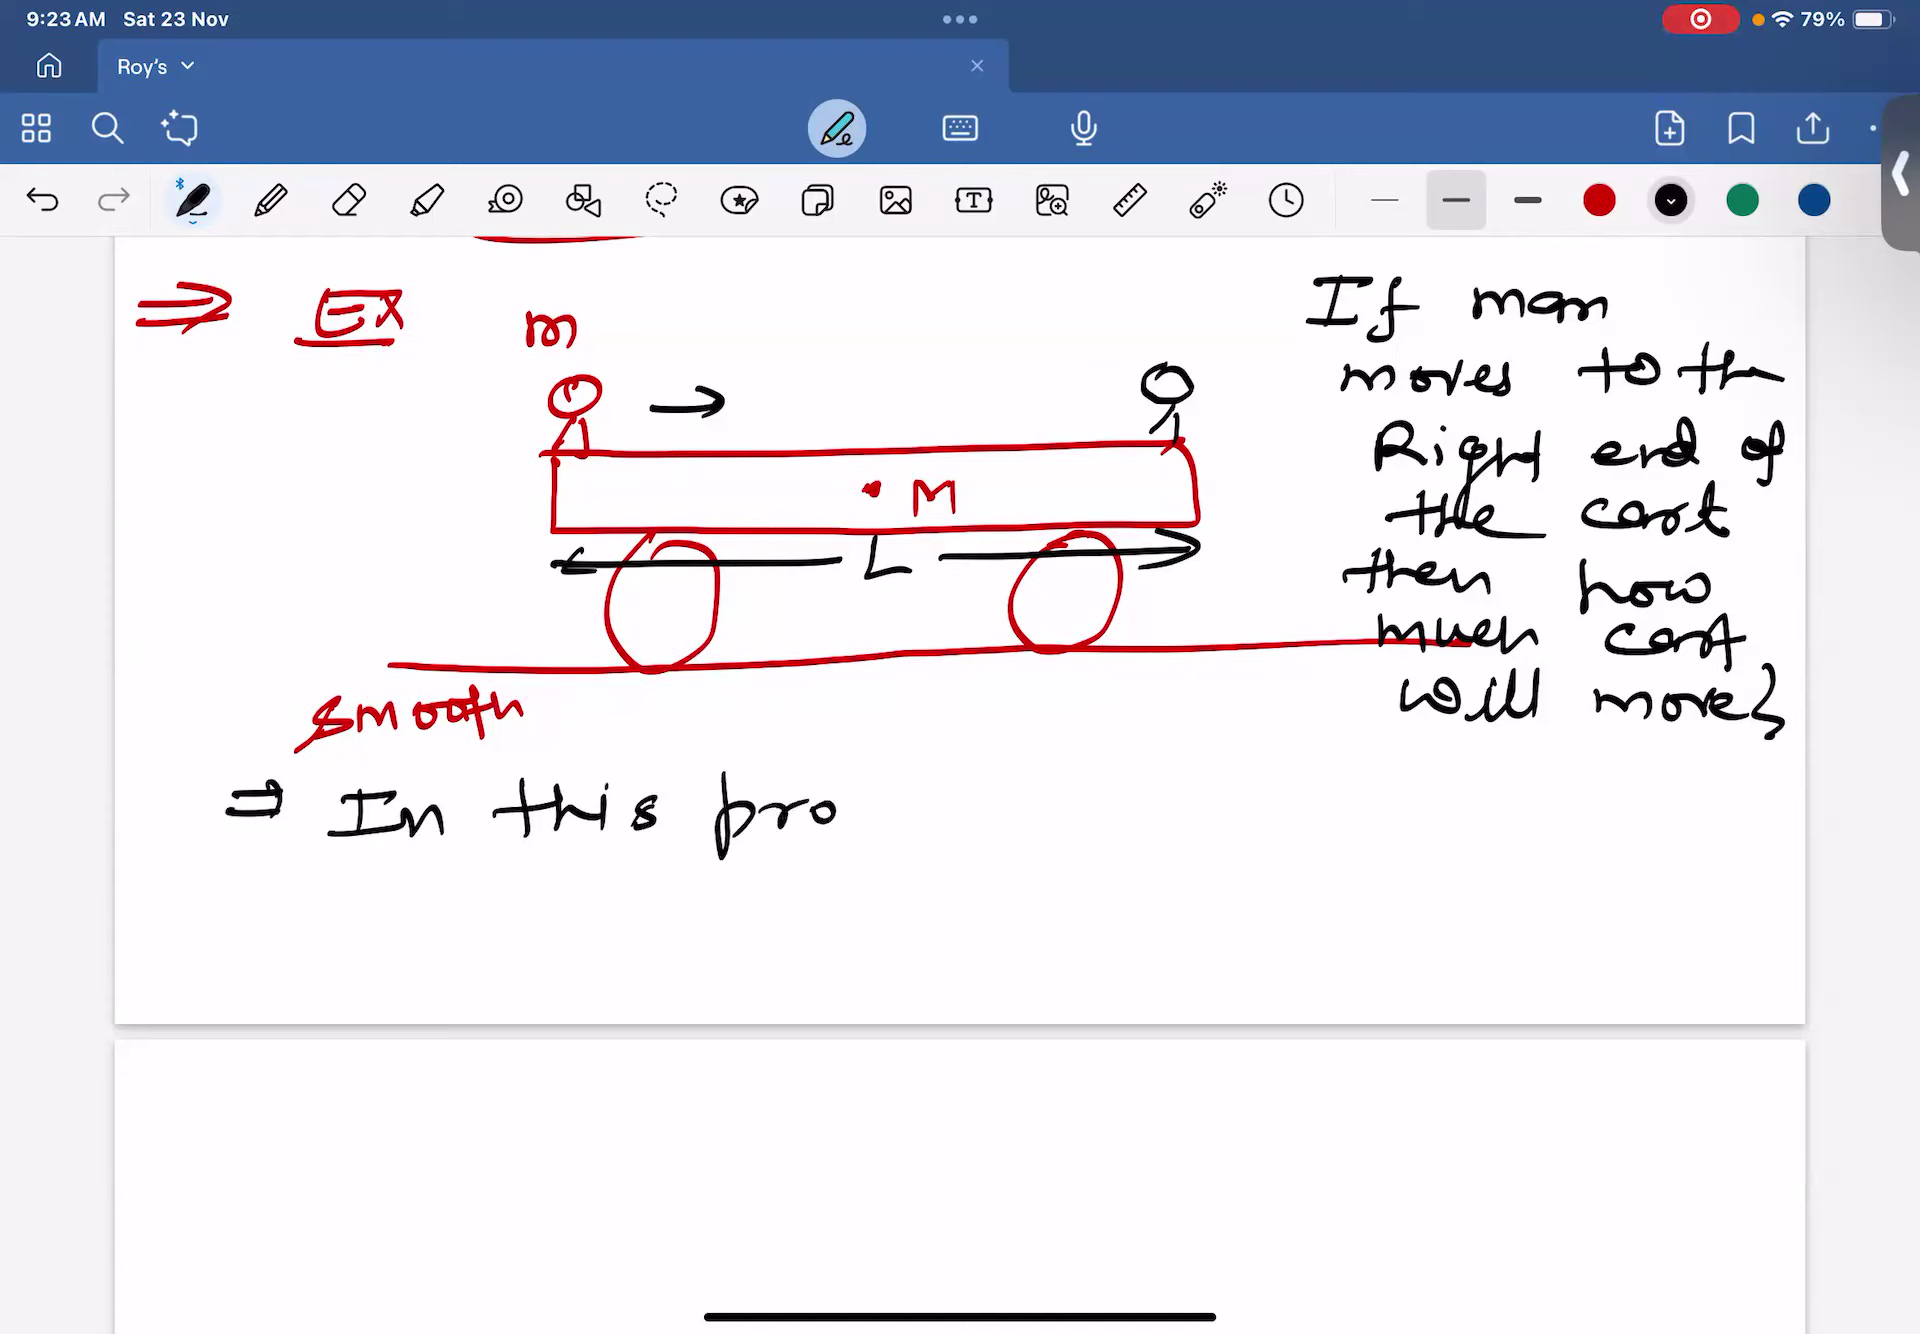 9:23 AM Sat 23 Nov
79%
Roy's
T
⇒ EX
m
M
L
smooth
If man
moves to the
Right end of
the cart
then how
much cart
will move?
⇒ In this pro